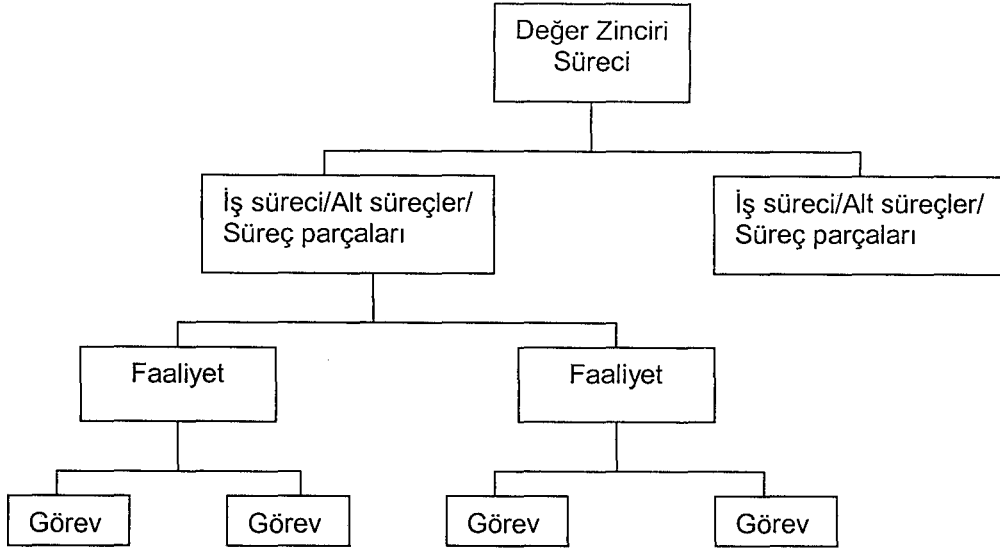 Değer Zinciri
Süreci
İş süreci/Alt süreçler/
Süreç parçaları
İş süreci/Alt süreçler/
Süreç parçaları
Faaliyet
Faaliyet
Görev
Görev
Görev
Görev